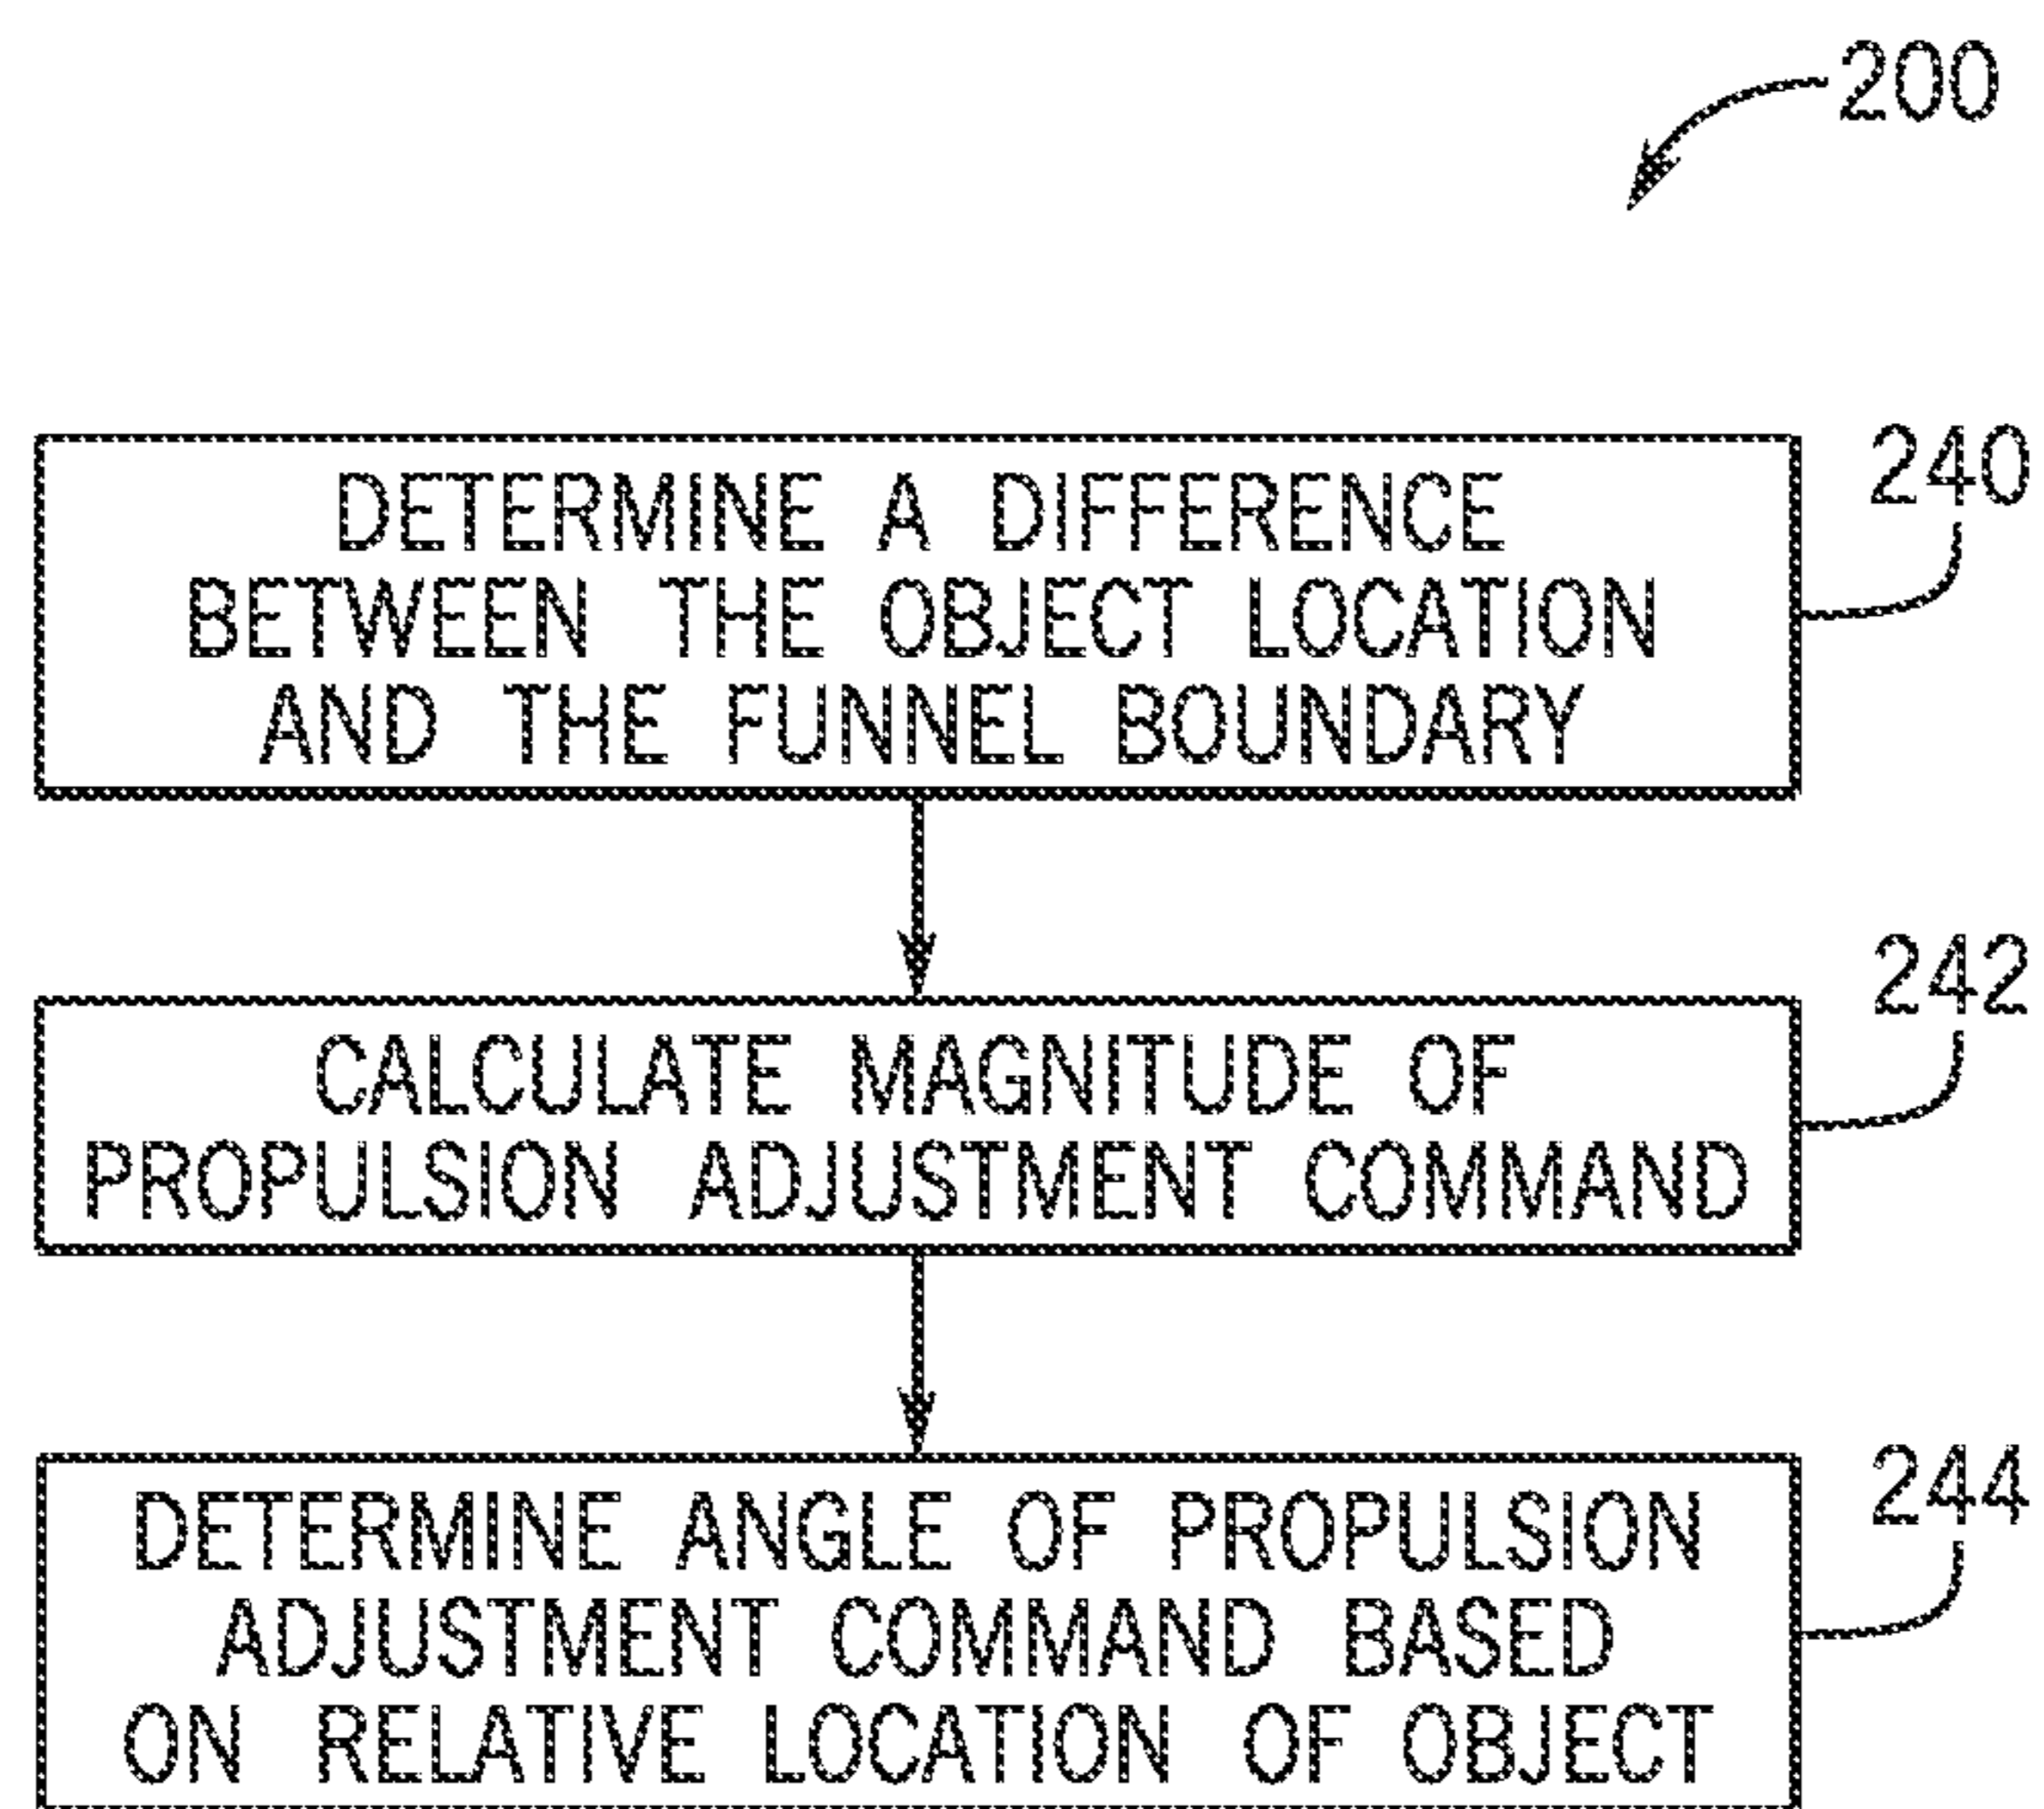 200
DETERMINE A DIFFERENCE
BETWEEN THE OBJECT LOCATION
AND THE FUNNEL BOUNDARY
240
CALCULATE MAGNITUDE OF
PROPULSION ADJUSTMENT COMMAND
242
DETERMINE ANGLE OF PROPULSION
ADJUSTMENT COMMAND BASED
ON RELATIVE LOCATION OF OBJECT
244